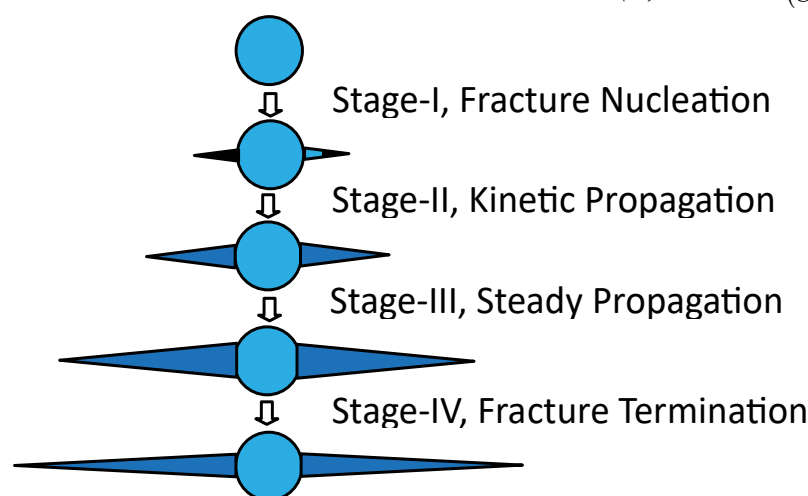 Stage-I, Fracture Nucleation
Stage-II, Kinetic Propagation
Stage-III, Steady Propagation
Stage-IV, Fracture Termination